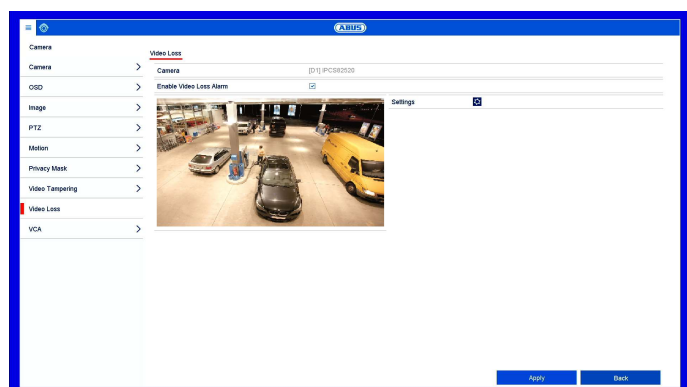 ABUS
Camera
Camera
OSD
Image
PTZ
Motion
Privacy Mask
Video Tampering
Video Loss
VCA
Video Loss
Camera [D1] IPCS82520
Enable Video Loss Alarm
Settings
Apply Back